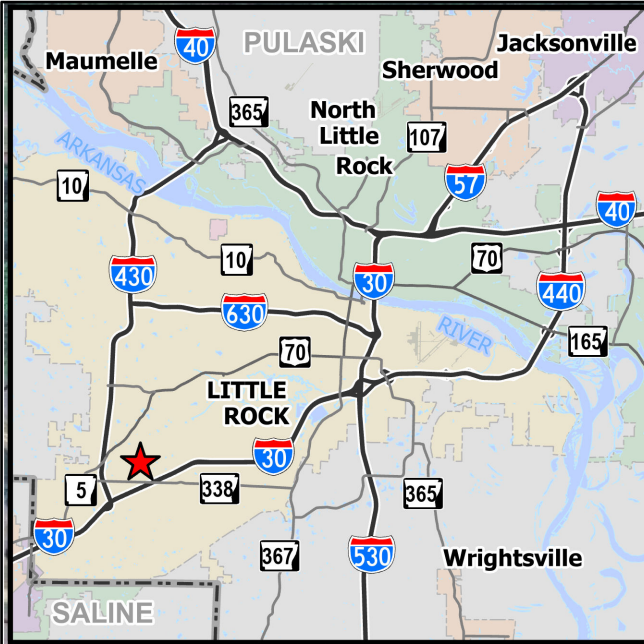 40
PULASKI
Jacksonville
Maumelle
Sherwood
365
North
Little
Rock
107
ARKANSAS
57
10
40
10
70
430
30
440
630
RIVER
165
70
LITTLE
ROCK
30
5
338
365
30
367
530
Wrightsville
SALINE